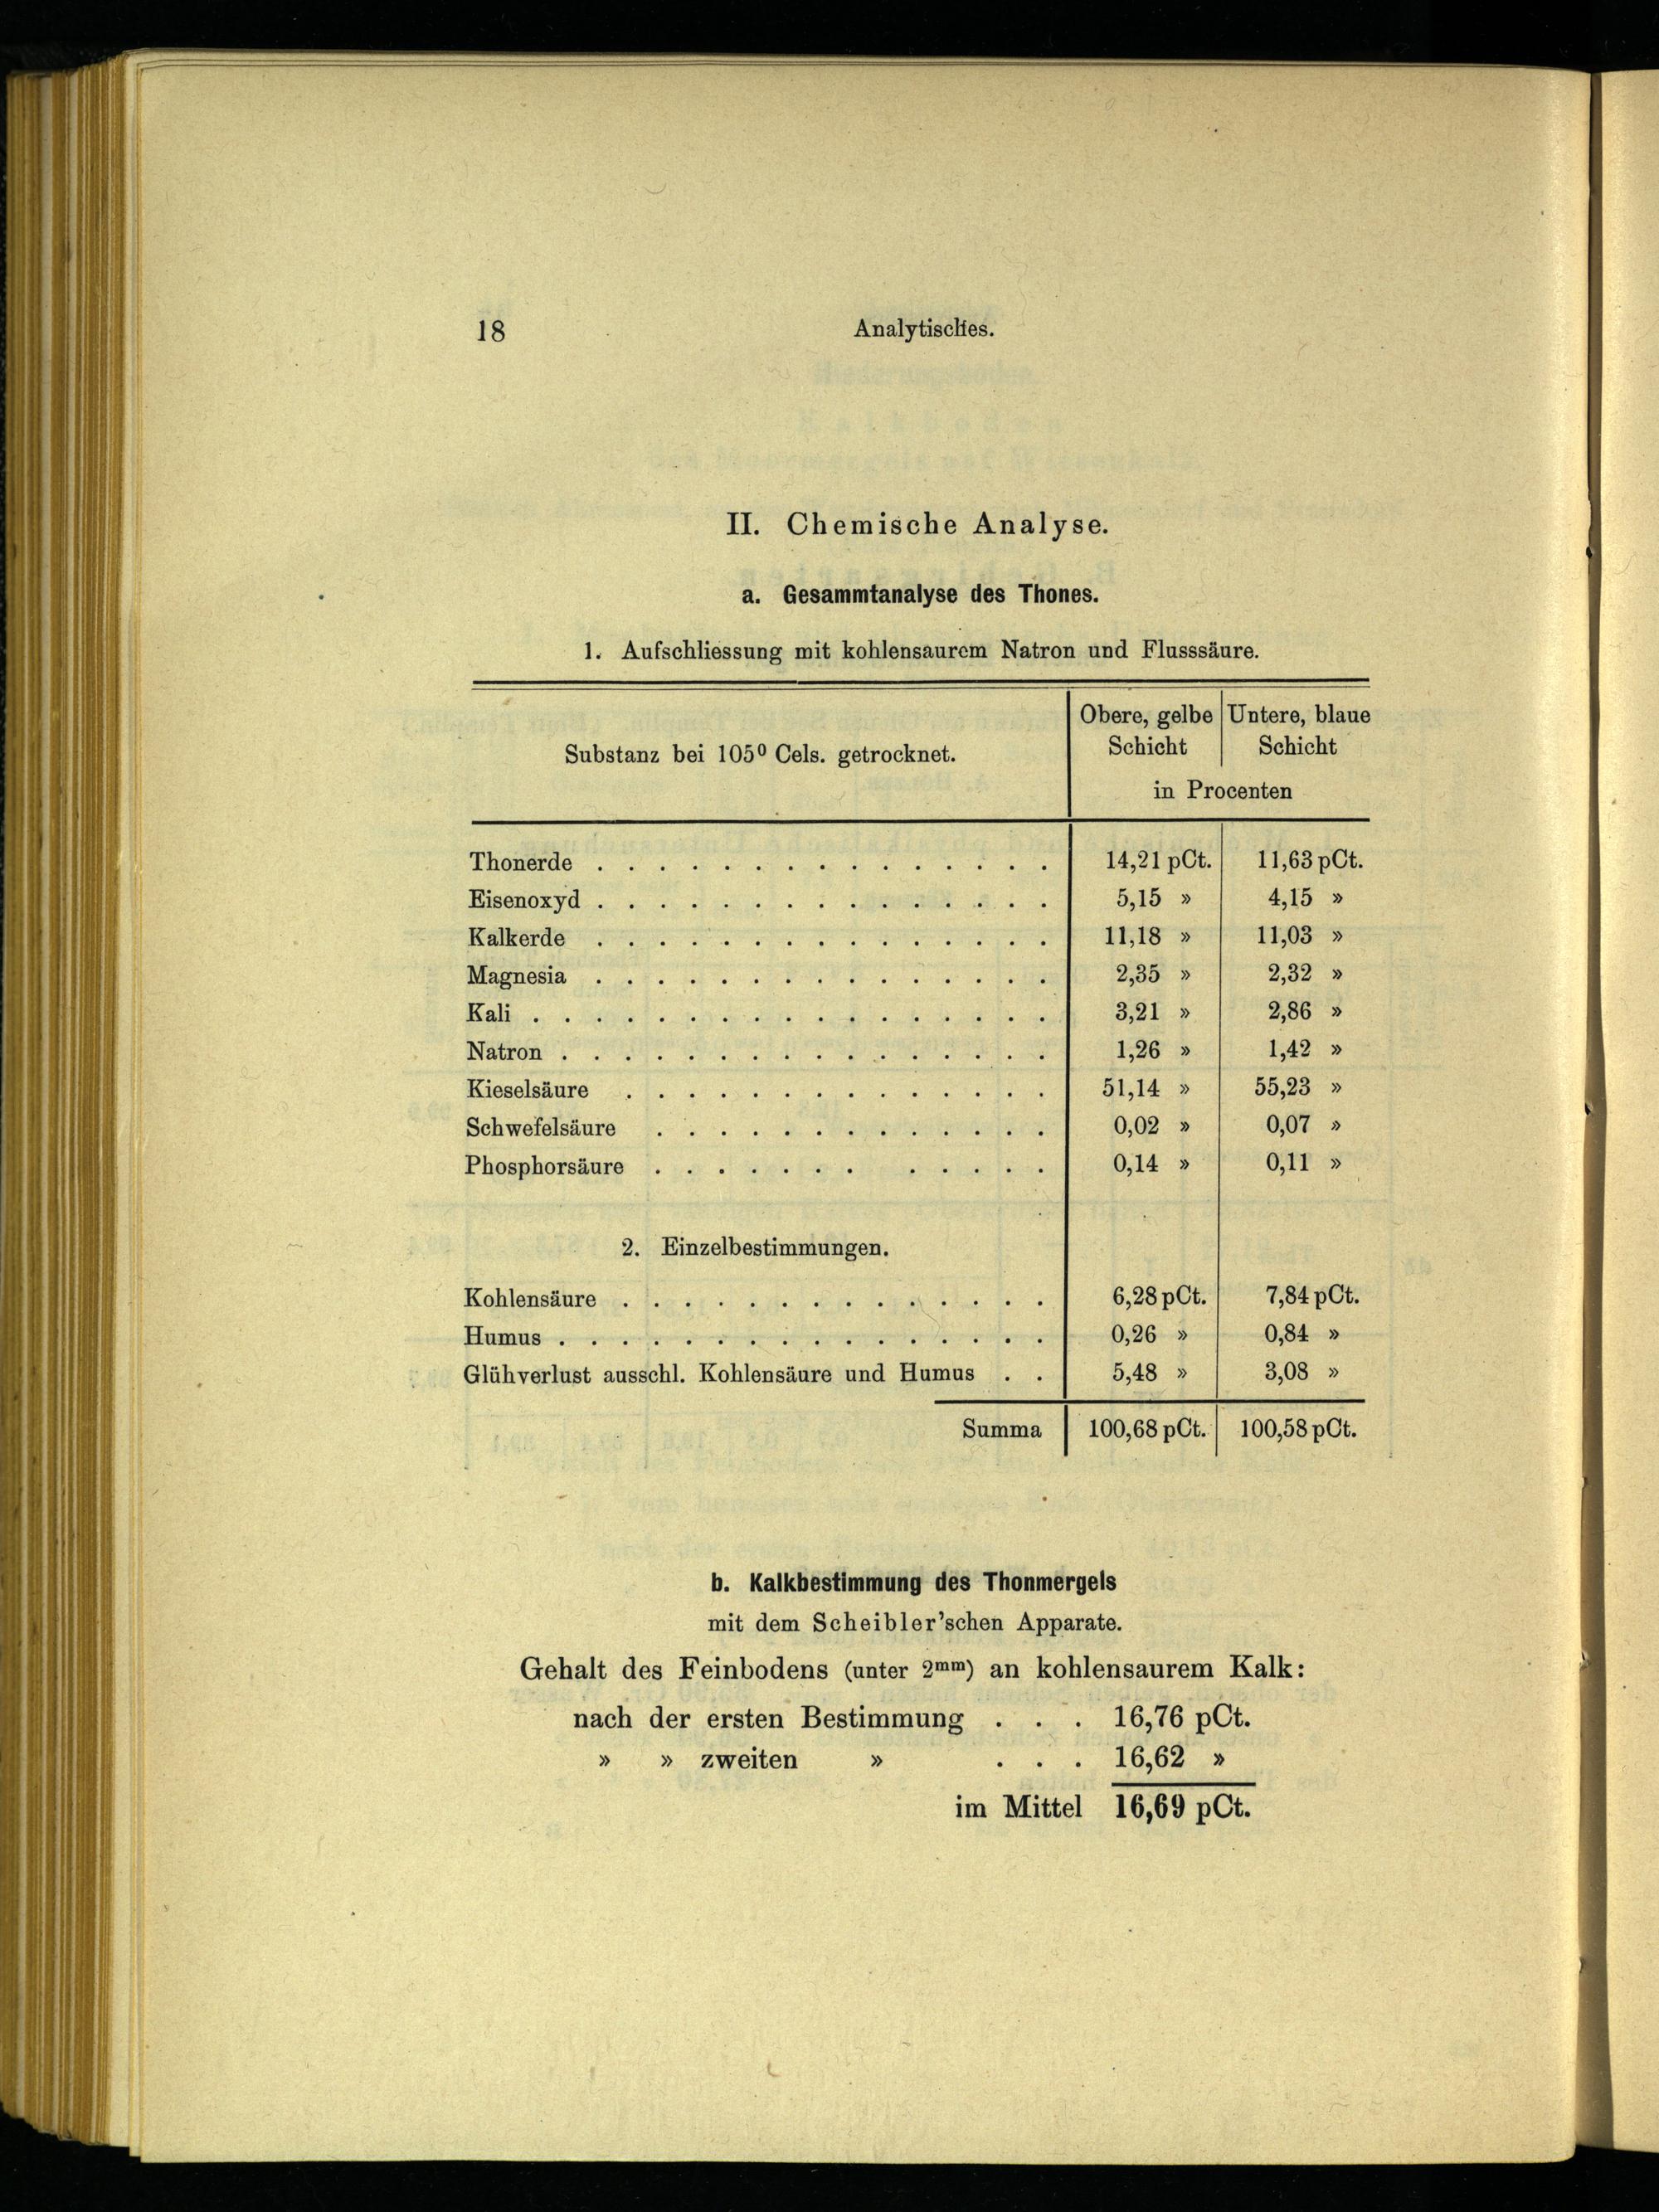 18 Analytisches.
II. Chemische Analyse.
a. Gesammtanalyse des Thones.
1. Aufschliessung mit kohlensaurem Natron und Flusssäure.
Substanz bei 105⁰ Cels. getrocknet.
Obere, gelbe Schicht
Untere, blaue Schicht
in Procenten
Thonerde . . . . . . . . . . . . . . . 14,21 pCt. 11,63 pCt.
Eisenoxyd . . . . . . . . . . . . . . . 5,15 » 4,15 »
Kalkerde . . . . . . . . . . . . . . . 11,18 » 11,03 »
Magnesia . . . . . . . . . . . . . . . 2,35 » 2,32 »
Kali . . . . . . . . . . . . . . . . . 3,21 » 2,86 »
Natron . . . . . . . . . . . . . . . . 1,26 » 1,42 »
Kieselsäure . . . . . . . . . . . . . . 51,14 » 55,23 »
Schwefelsäure . . . . . . . . . . . . . 0,02 » 0,07 »
Phosphorsäure . . . . . . . . . . . . 0,14 » 0,11 »
2. Einzelbestimmungen.
Kohlensäure . . . . . . . . . . . . . . 6,28 pCt. 7,84 pCt.
Humus . . . . . . . . . . . . . . . . 0,26 » 0,84 »
Glühverlust ausschl. Kohlensäure und Humus . . 5,48 » 3,08 »
Summa 100,68 pCt. 100,58 pCt.
b. Kalkbestimmung des Thonmergels
mit dem Scheibler'schen Apparate.
Gehalt des Feinbodens (unter 2mm) an kohlensaurem Kalk:
nach der ersten Bestimmung . . . 16,76 pCt.
» » zweiten » . . . 16,62 »
im Mittel 16,69 pCt.